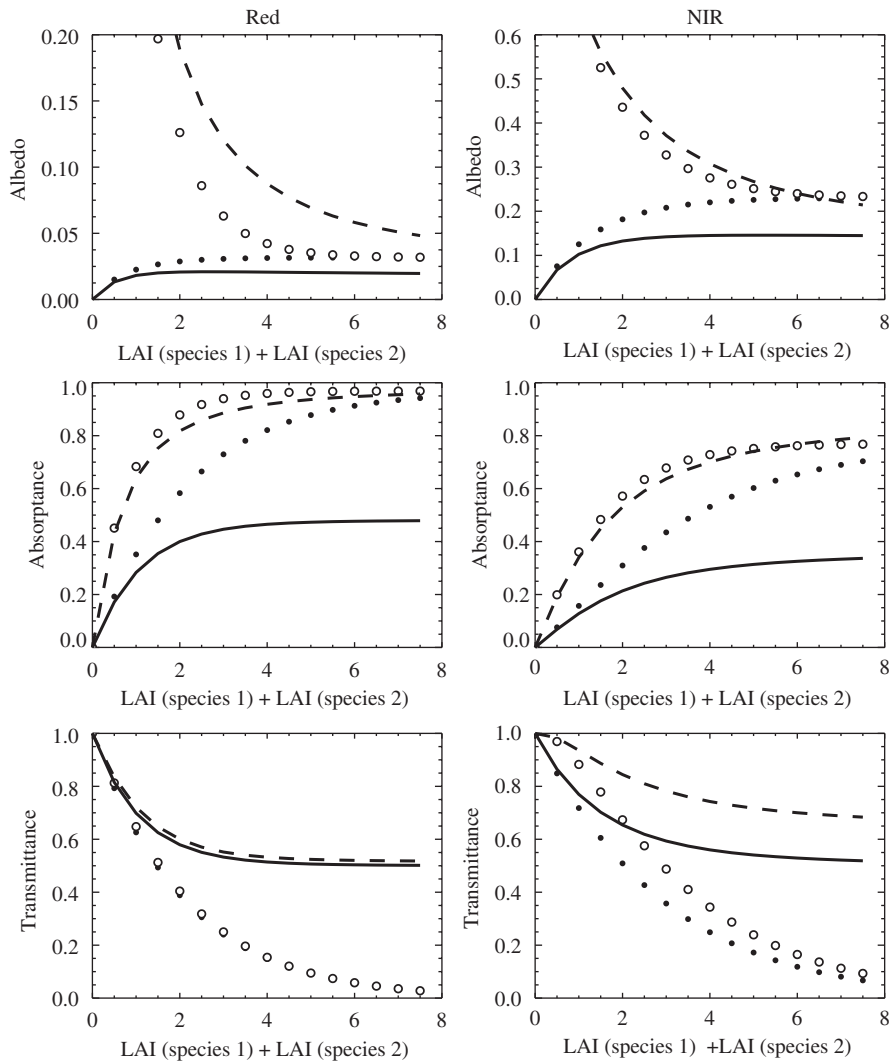 Red
NIR
0.20
0.15
0.10
0.05
0.00
Albedo
0 2 4 6 8
LAI (species 1) + LAI (species 2)
0.6
0.5
0.4
0.3
0.2
0.1
0.0
Albedo
0 2 4 6 8
LAI (species 1) + LAI (species 2)
1.0
0.8
0.6
0.4
0.2
0.0
Absorptance
0 2 4 6 8
LAI (species 1) + LAI (species 2)
1.0
0.8
0.6
0.4
0.2
0.0
Absorptance
0 2 4 6 8
LAI (species 1) + LAI (species 2)
1.0
0.8
0.6
0.4
0.2
0.0
Transmittance
0 2 4 6 8
LAI (species 1) + LAI (species 2)
1.0
0.8
0.6
0.4
0.2
0.0
Transmittance
0 2 4 6 8
LAI (species 1) +LAI (species 2)